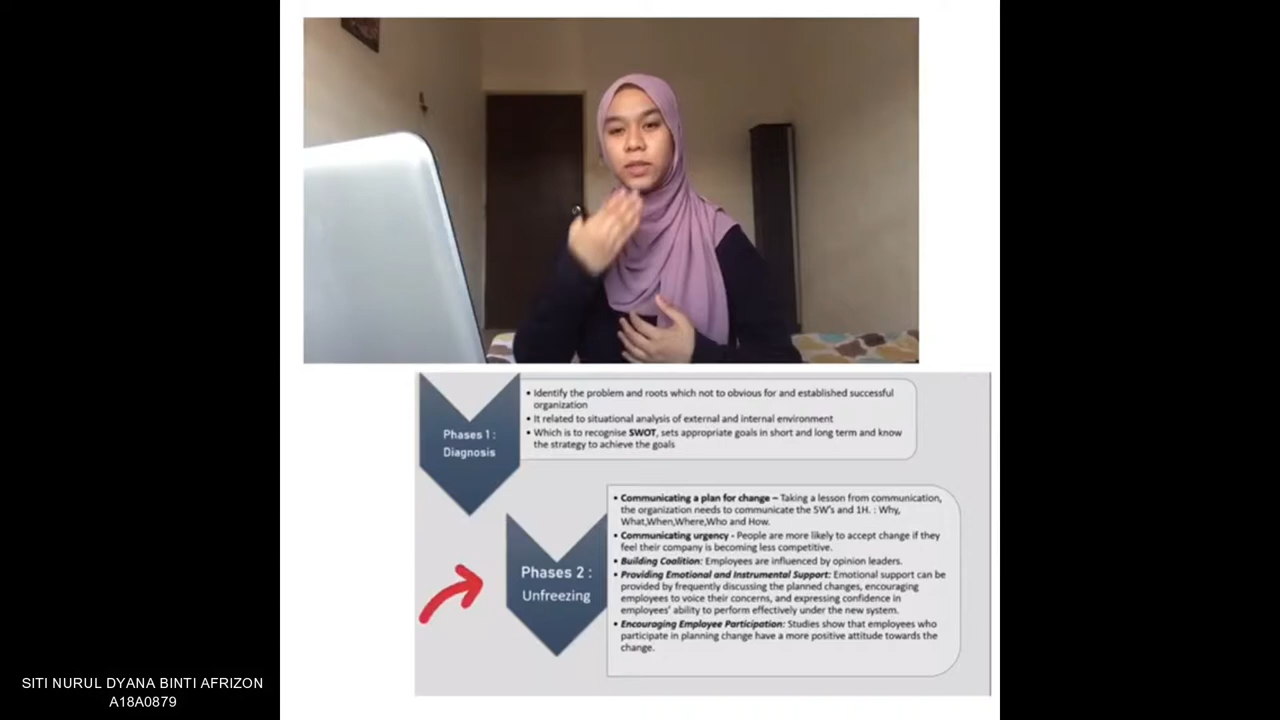 Phases 1 :
Diagnosis
• Identify the problem and roots which not to obvious for and established successful
organization
• It related to situational analysis of external and internal environment
• Which is to recognise SWOT, sets appropriate goals in short and long term and know
the strategy to achieve the goals
Phases 2 :
Unfreezing
• Communicating a plan for change – Taking a lesson from communication,
the organization needs to communicate the 5W's and 1H. : Why,
What,When,Where,Who and How.
• Communicating urgency - People are more likely to accept change if they
feel their company is becoming less competitive.
• Building Coalition: Employees are influenced by opinion leaders.
• Providing Emotional and Instrumental Support: Emotional support can be
provided by frequently discussing the planned changes, encouraging
employees to voice their concerns, and expressing confidence in
employees' ability to perform effectively under the new system.
• Encouraging Employee Participation: Studies show that employees who
participate in planning change have a more positive attitude towards the
change.
SITI NURUL DYANA BINTI AFRIZON
A18A0879